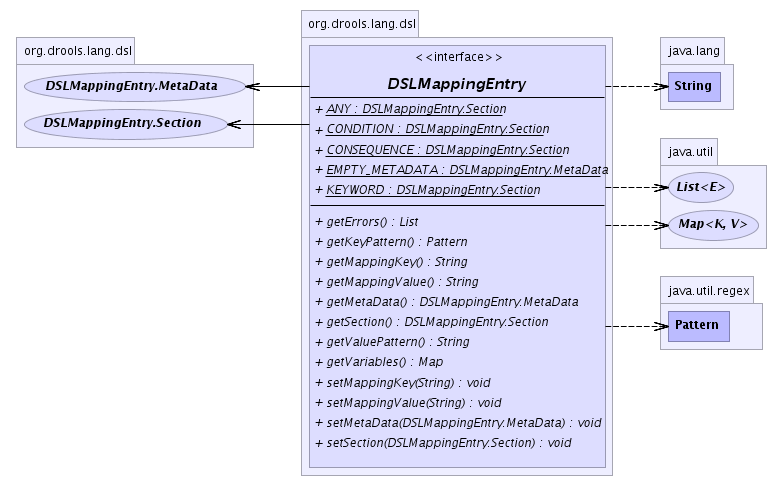 org.drools.lang.dsl
DSLMappingEntry.MetaData
DSLMappingEntry.Section
org.drools.lang.dsl
<<interface>>
DSLMappingEntry
+ ANY : DSLMappingEntry.Section
+ CONDITION : DSLMappingEntry.Section
+ CONSEQUENCE : DSLMappingEntry.Section
+ EMPTY_METADATA : DSLMappingEntry.MetaData
+ KEYWORD : DSLMappingEntry.Section
+ getErrors() : List
+ getKeyPattern() : Pattern
+ getMappingKey() : String
+ getMappingValue() : String
+ getMetaData() : DSLMappingEntry.MetaData
+ getSection() : DSLMappingEntry.Section
+ getValuePattern() : String
+ getVariables() : Map
+ setMappingKey(String) : void
+ setMappingValue(String) : void
+ setMetaData(DSLMappingEntry.MetaData) : void
+ setSection(DSLMappingEntry.Section) : void
java.lang
String
java.util
List<E>
Map<K, V>
java.util.regex
Pattern